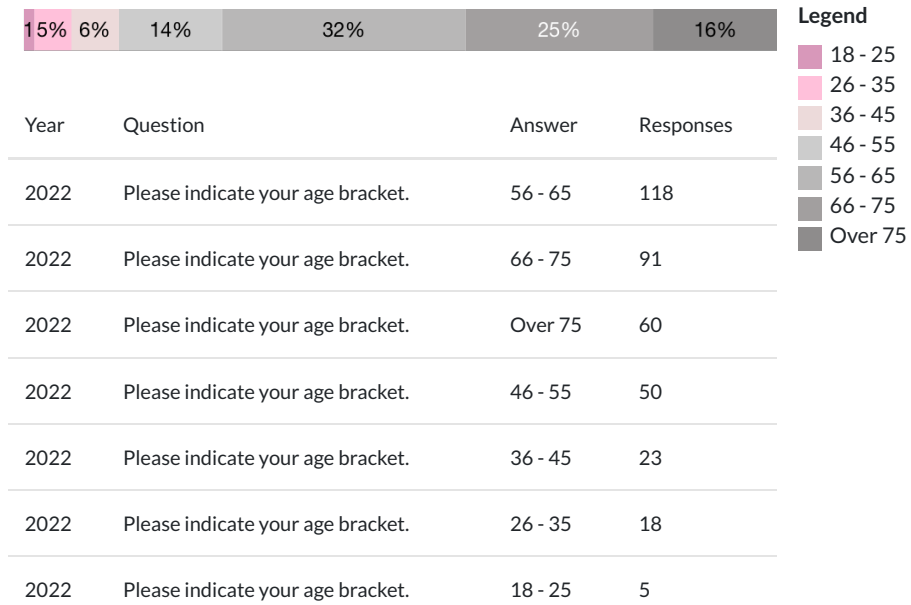 1 5% 6% 14% 32% 25% 16%
Legend
18 - 25
26 - 35
36 - 45
46 - 55
56 - 65
66 - 75
Over 75
Year Question Answer Responses
2022 Please indicate your age bracket. 56 - 65 118
2022 Please indicate your age bracket. 66 - 75 91
2022 Please indicate your age bracket. Over 75 60
2022 Please indicate your age bracket. 46 - 55 50
2022 Please indicate your age bracket. 36 - 45 23
2022 Please indicate your age bracket. 26 - 35 18
2022 Please indicate your age bracket. 18 - 25 5